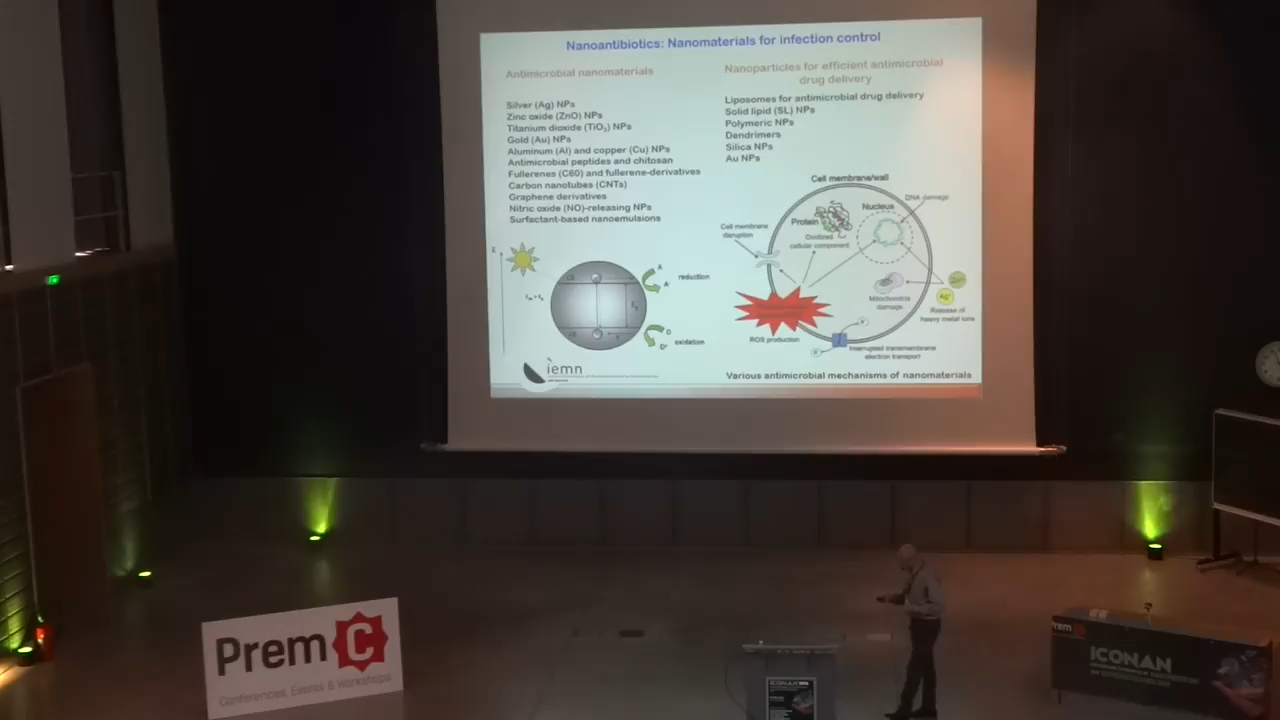 Nanoantibiotics: Nanomaterials for infection control
Antimicrobial nanomaterials
Silver (Ag) NPs
Zinc oxide (ZnO) NPs
Titanium dioxide (TiO₂) NPs
Gold (Au) NPs
Aluminum (Al) and copper (Cu) NPs
Antimicrobial peptides and chitosan
Fullerenes (C60) and fullerene-derivatives
Carbon nanotubes (CNTs)
Graphene derivatives
Nitric oxide (NO)-releasing NPs
Surfactant-based nanoemulsions
Nanoparticles for efficient antimicrobial
drug delivery
Liposomes for antimicrobial drug delivery
Solid lipid (SL) NPs
Polymeric NPs
Dendrimers
Silica NPs
Au NPs
E
A
reduction
A⁻
D
oxidation
D⁺
Cell membrane/wall
DNA damage
Nucleus
Protein
Cell membrane
disruption
Oxidized
cellular component
Mitochondria
damage
Ag⁺
Release of
heavy metal ions
ROS production
Interrupted transmembrane
electron transport
Various antimicrobial mechanisms of nanomaterials
iemn
PremC
Conferences, Events & Workshops
ICONAN
PremC
ICONAN